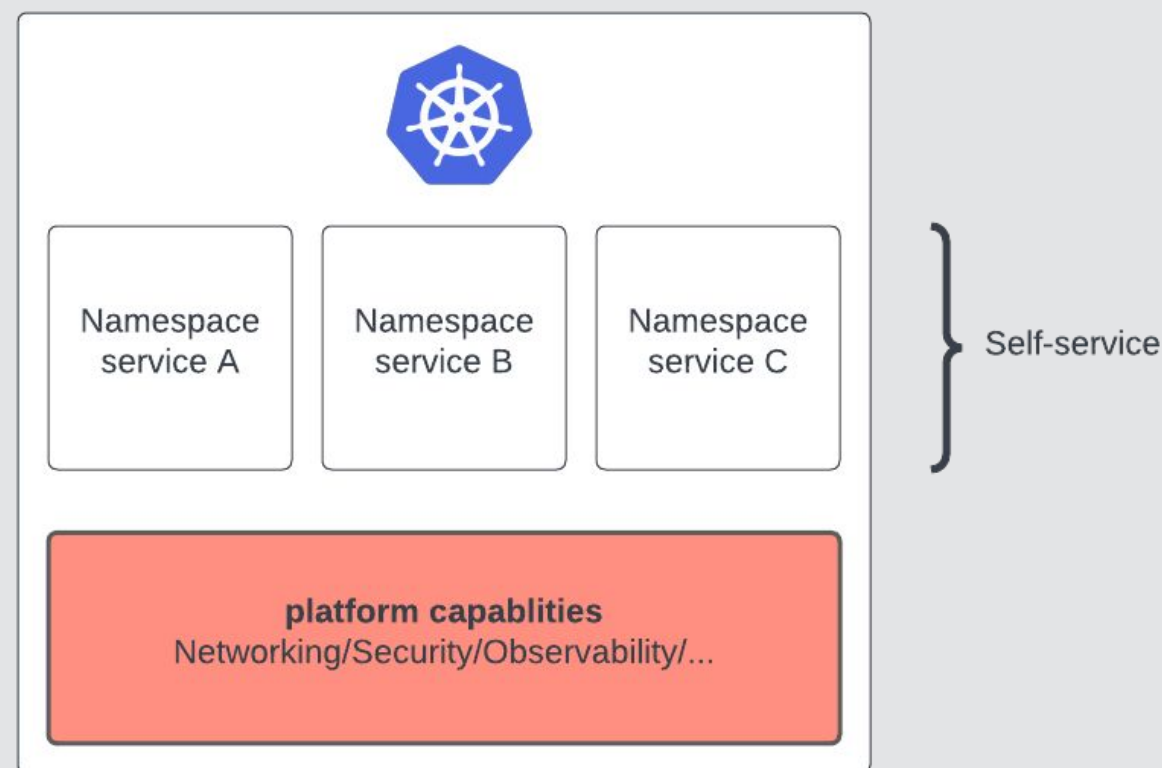 Namespace
service A
Namespace
service B
Namespace
service C
Self-service
platform capablities
Networking/Security/Observability/...